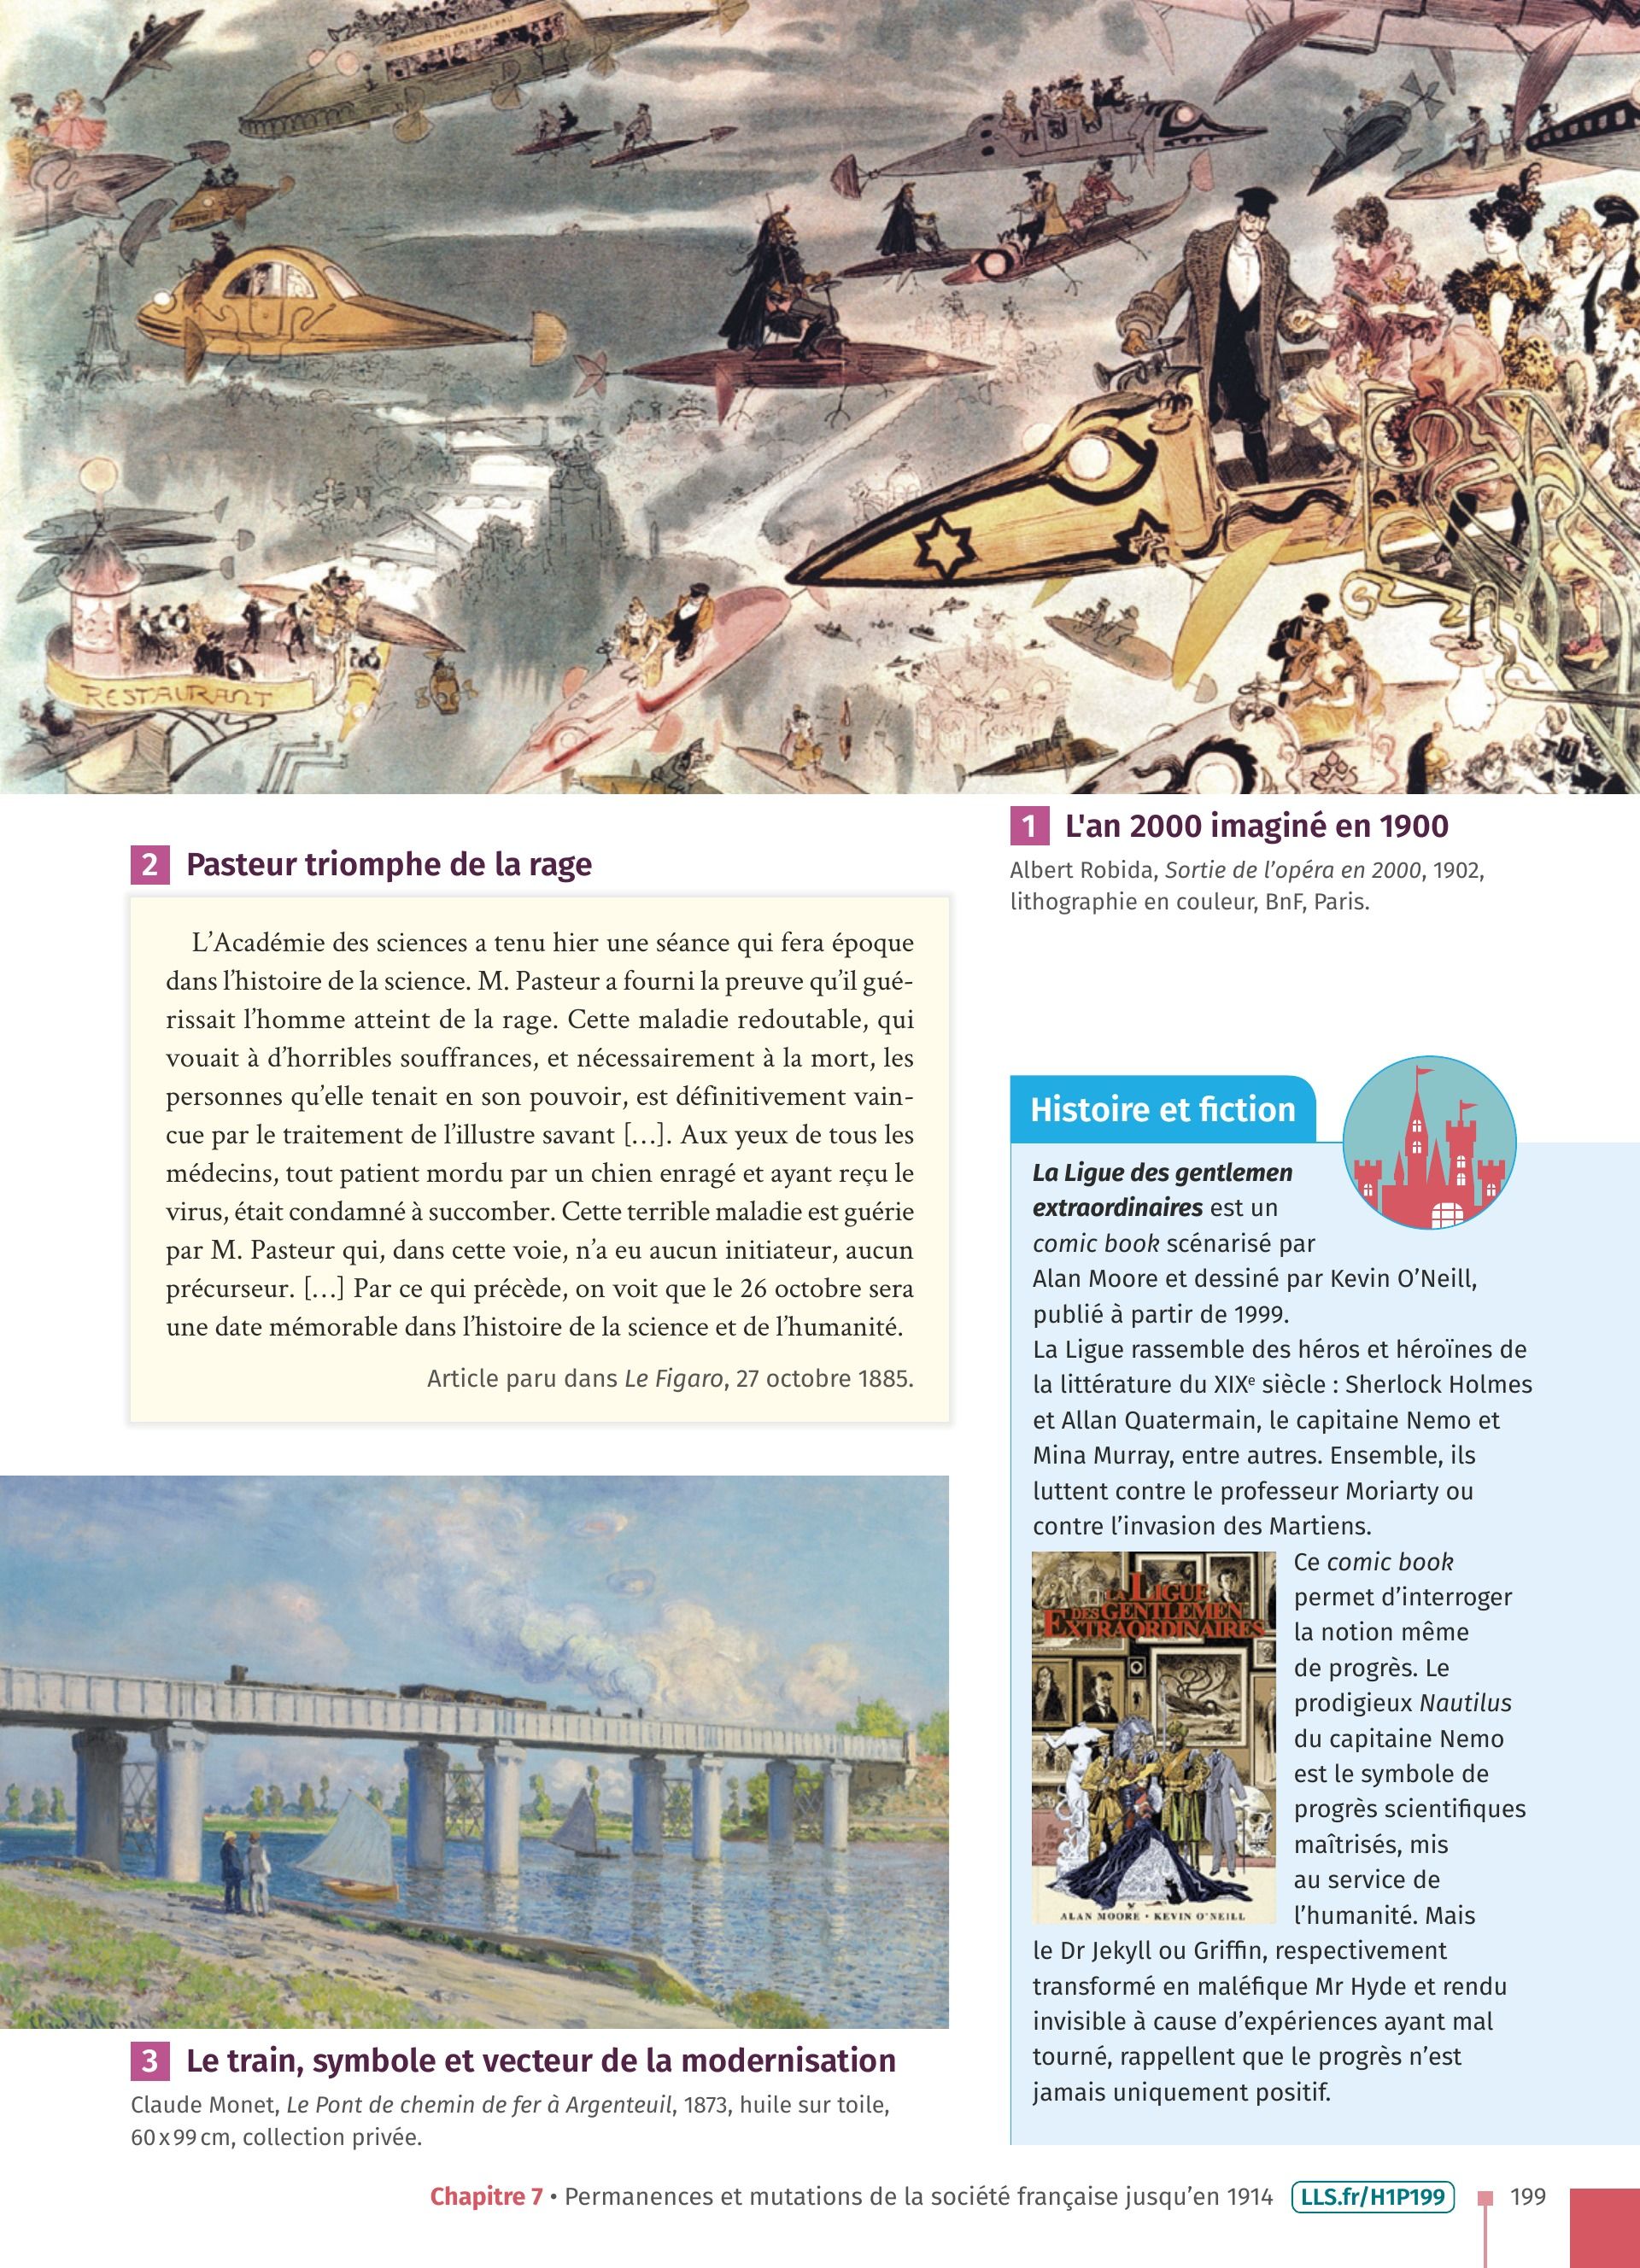 RESTAURANT
1 L'an 2000 imaginé en 1900
Albert Robida, Sortie de l'opéra en 2000, 1902,
lithographie en couleur, BnF, Paris.
2 Pasteur triomphe de la rage
L'Académie des sciences a tenu hier une séance qui fera époque
dans l'histoire de la science. M. Pasteur a fourni la preuve qu'il gué-
rissait l'homme atteint de la rage. Cette maladie redoutable, qui
vouait à d'horribles souffrances, et nécessairement à la mort, les
personnes qu'elle tenait en son pouvoir, est définitivement vain-
cue par le traitement de l'illustre savant […]. Aux yeux de tous les
médecins, tout patient mordu par un chien enragé et ayant reçu le
virus, était condamné à succomber. Cette terrible maladie est guérie
par M. Pasteur qui, dans cette voie, n'a eu aucun initiateur, aucun
précurseur. […] Par ce qui précède, on voit que le 26 octobre sera
une date mémorable dans l'histoire de la science et de l'humanité.
Article paru dans Le Figaro, 27 octobre 1885.
3 Le train, symbole et vecteur de la modernisation
Claude Monet, Le Pont de chemin de fer à Argenteuil, 1873, huile sur toile,
60 x 99 cm, collection privée.
Histoire et fiction
La Ligue des gentlemen
extraordinaires est un
comic book scénarisé par
Alan Moore et dessiné par Kevin O'Neill,
publié à partir de 1999.
La Ligue rassemble des héros et héroïnes de
la littérature du XIXe siècle : Sherlock Holmes
et Allan Quatermain, le capitaine Nemo et
Mina Murray, entre autres. Ensemble, ils
luttent contre le professeur Moriarty ou
contre l'invasion des Martiens.
LA LIGUE
DES GENTLEMEN
EXTRAORDINAIRES
ALAN MOORE • KEVIN O'NEILL
Ce comic book
permet d'interroger
la notion même
de progrès. Le
prodigieux Nautilus
du capitaine Nemo
est le symbole de
progrès scientifiques
maîtrisés, mis
au service de
l'humanité. Mais
le Dr Jekyll ou Griffin, respectivement
transformé en maléfique Mr Hyde et rendu
invisible à cause d'expériences ayant mal
tourné, rappellent que le progrès n'est
jamais uniquement positif.
Chapitre 7 • Permanences et mutations de la société française jusqu'en 1914 LLS.fr/H1P199 199